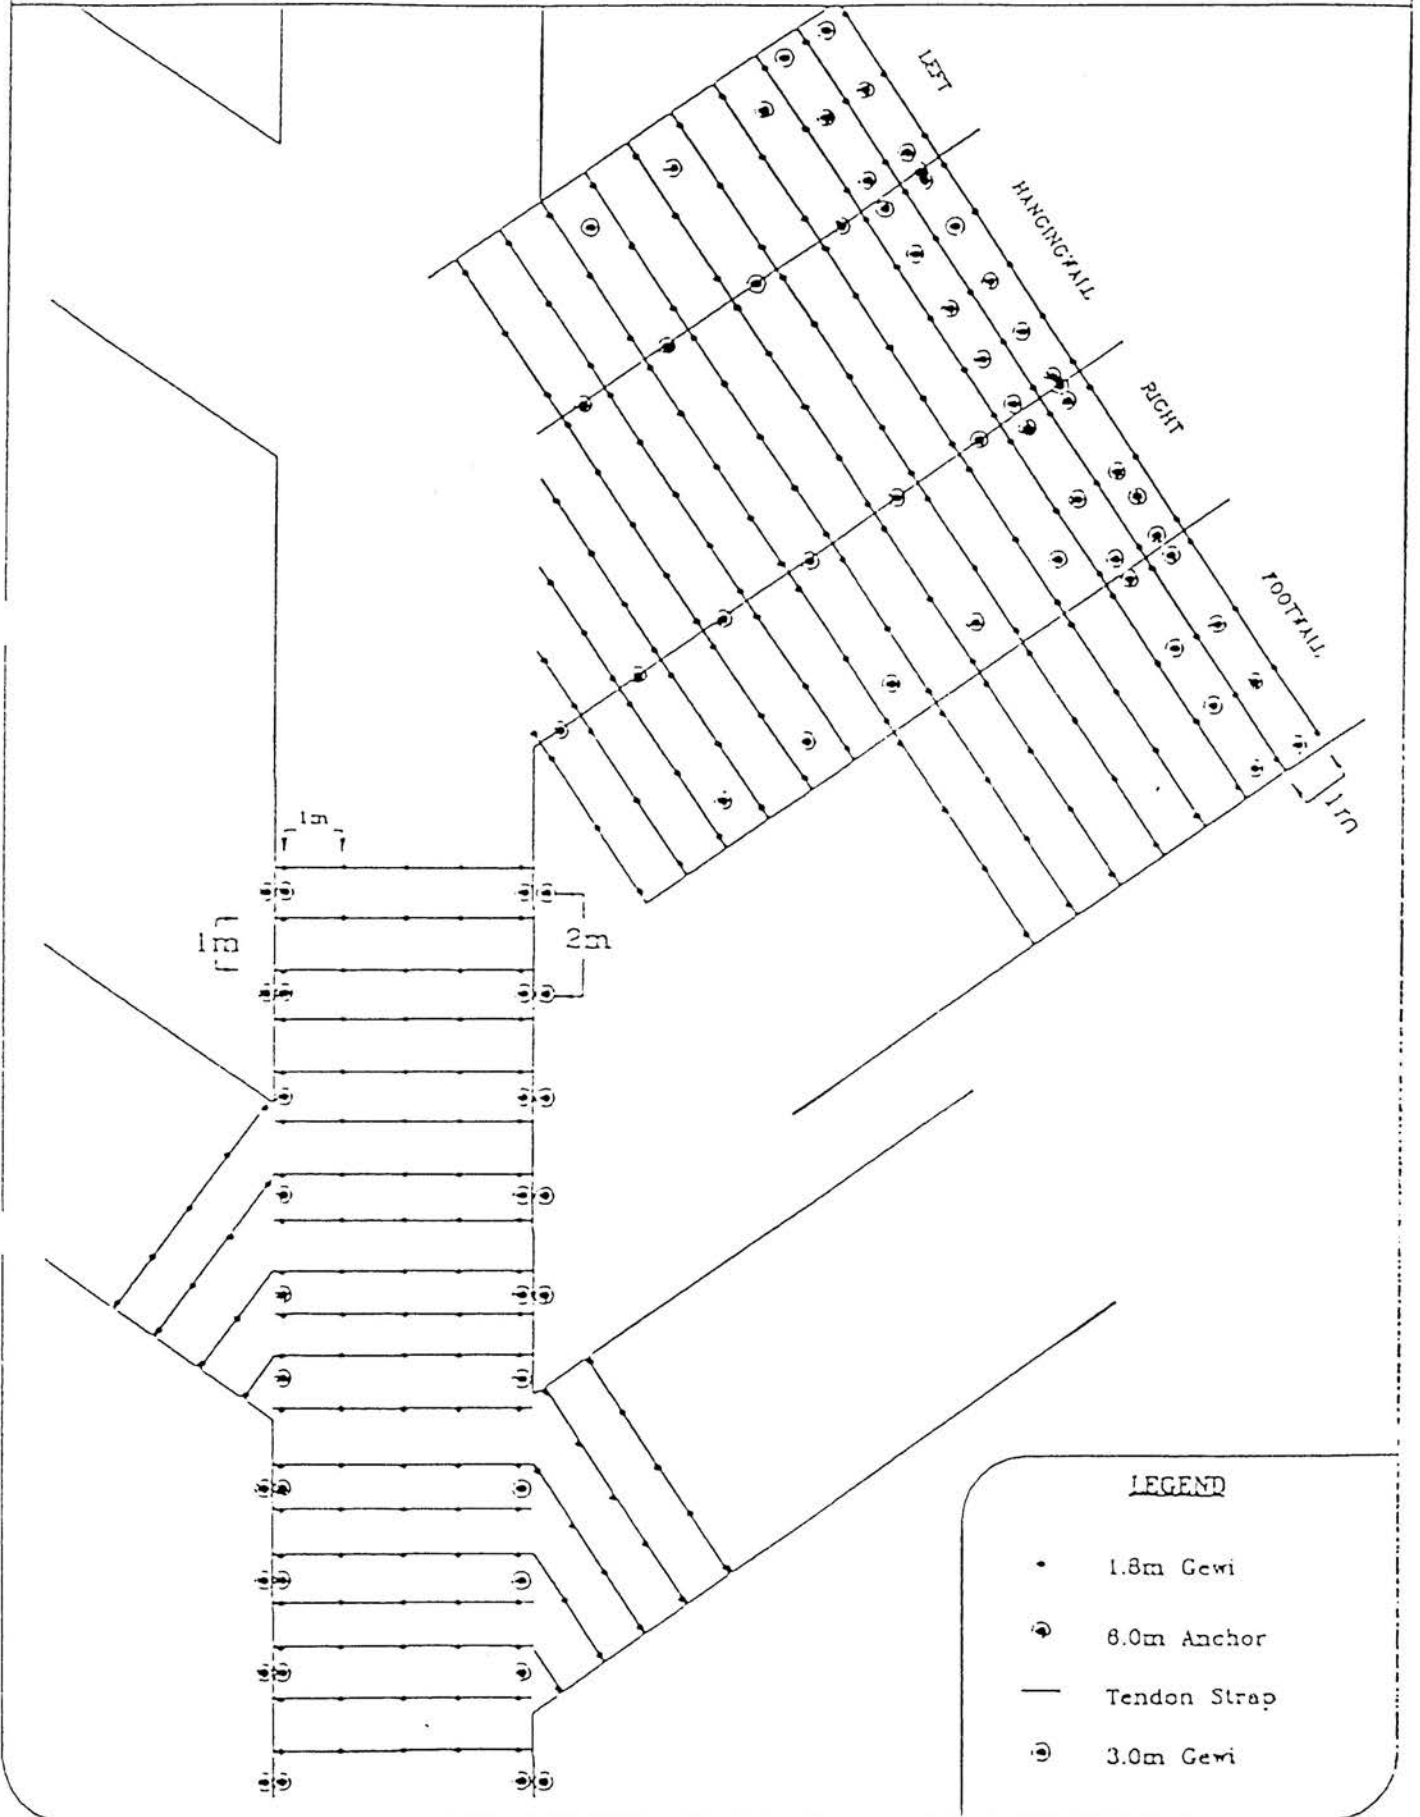 LEFT
HANGINGWALL
RIGHT
FOOTWALL
1m
1m
1m
2m
LEGEND
1.8m Gewi
6.0m Anchor
Tendon Strap
3.0m Gewi